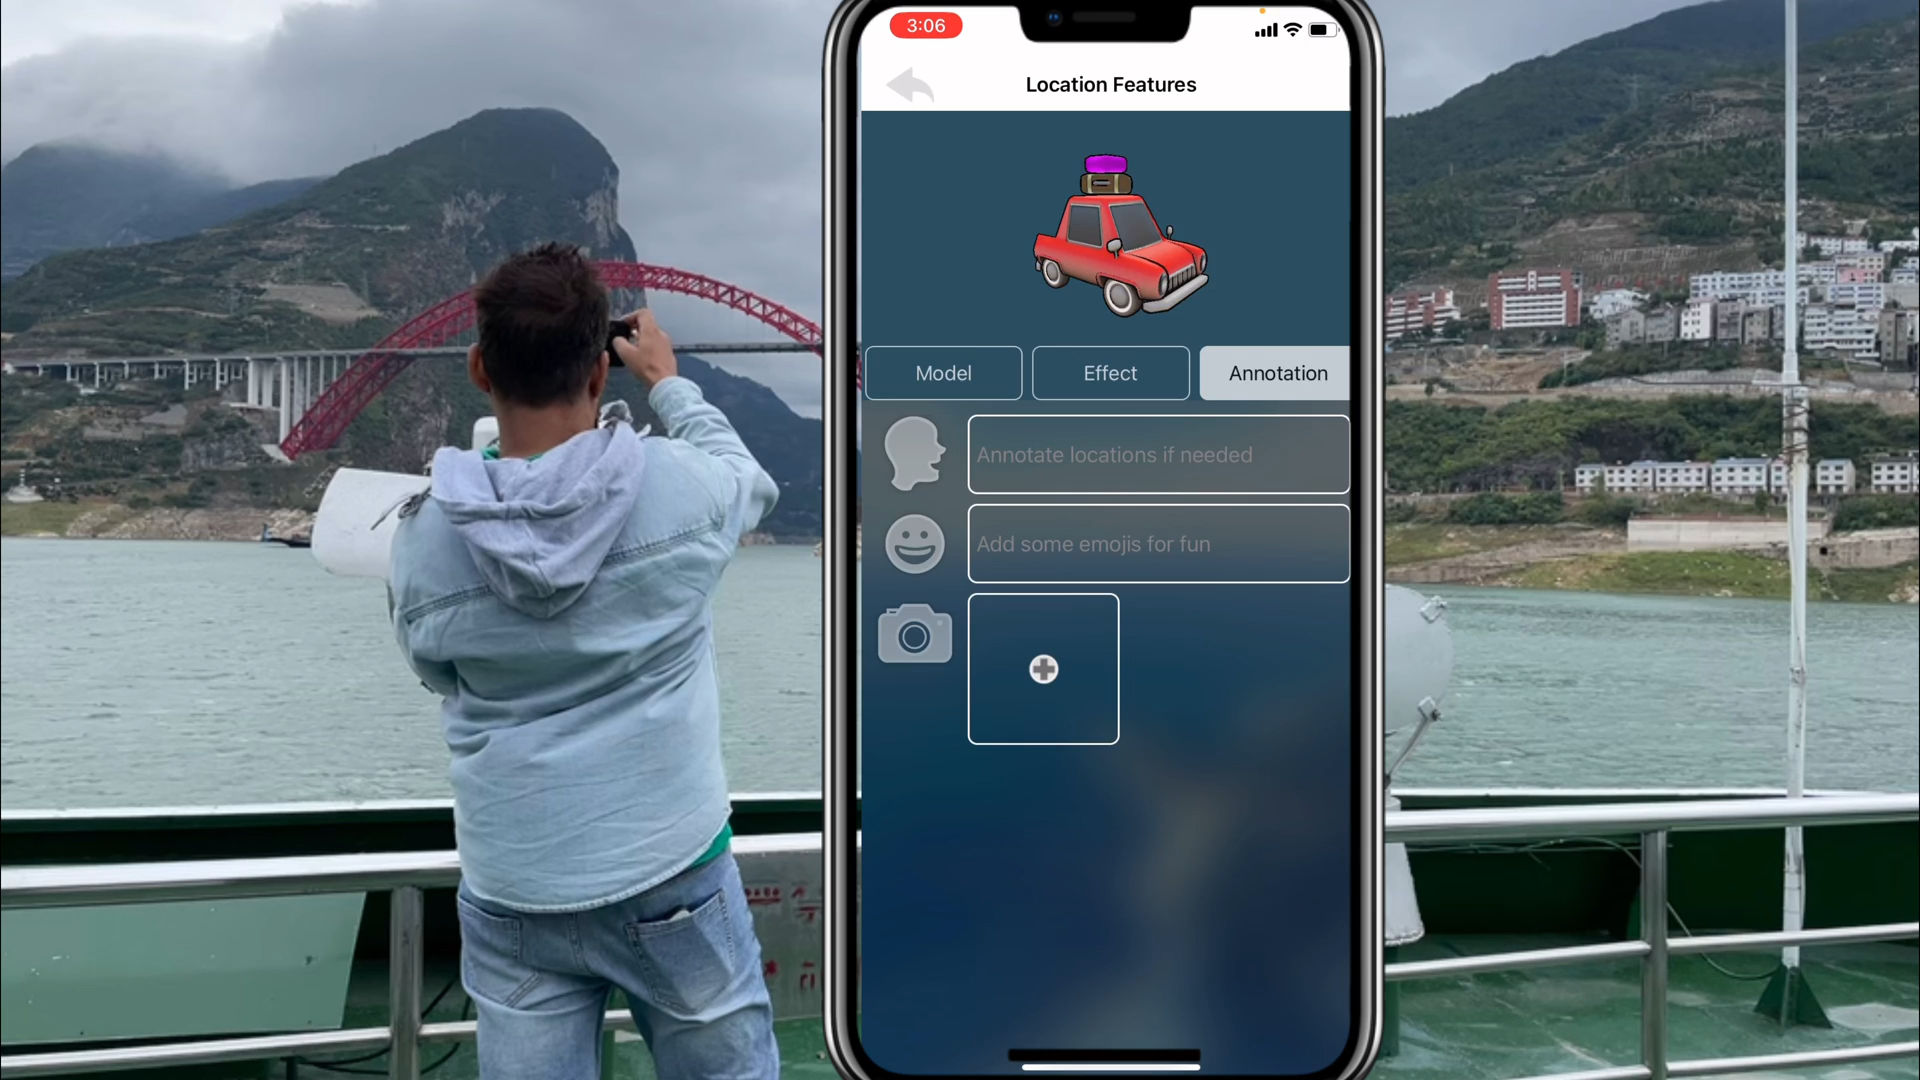 3:06
Location Features
Model
Effect
Annotation
Annotate locations if needed
Add some emojis for fun